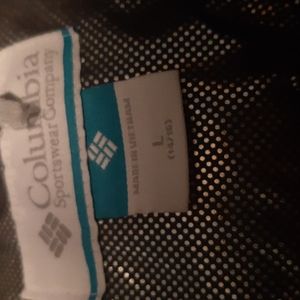 Columbia
Sportswear Company
MADE IN VIETNAM
L
(14/16)